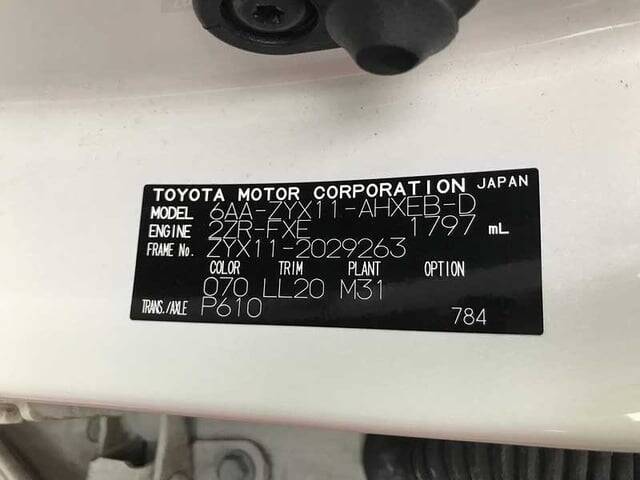 TOYOTA MOTOR CORPORATION JAPAN
MODEL 6AA-ZYX11-AHXEB-D
ENGINE 2ZR-FXE 1797 mL
FRAME No. ZYX11-2029263
COLOR TRIM PLANT OPTION
070 LL20 M31
TRANS./AXLE P610
784